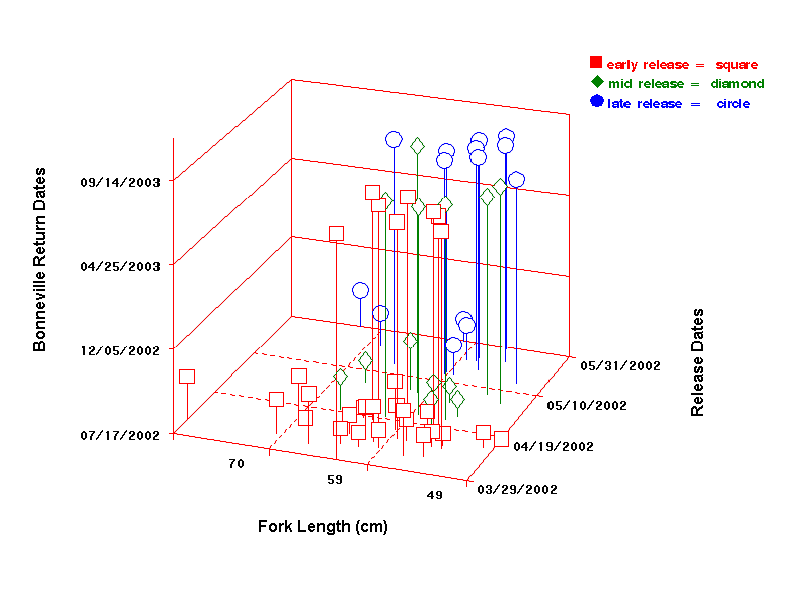 early release = square
mid release = diamond
late release = circle
Bonneville Return Dates
09/14/2003
04/25/2003
12/05/2002
07/17/2002
70
59
49
Fork Length (cm)
05/31/2002
05/10/2002
04/19/2002
03/29/2002
Release Dates